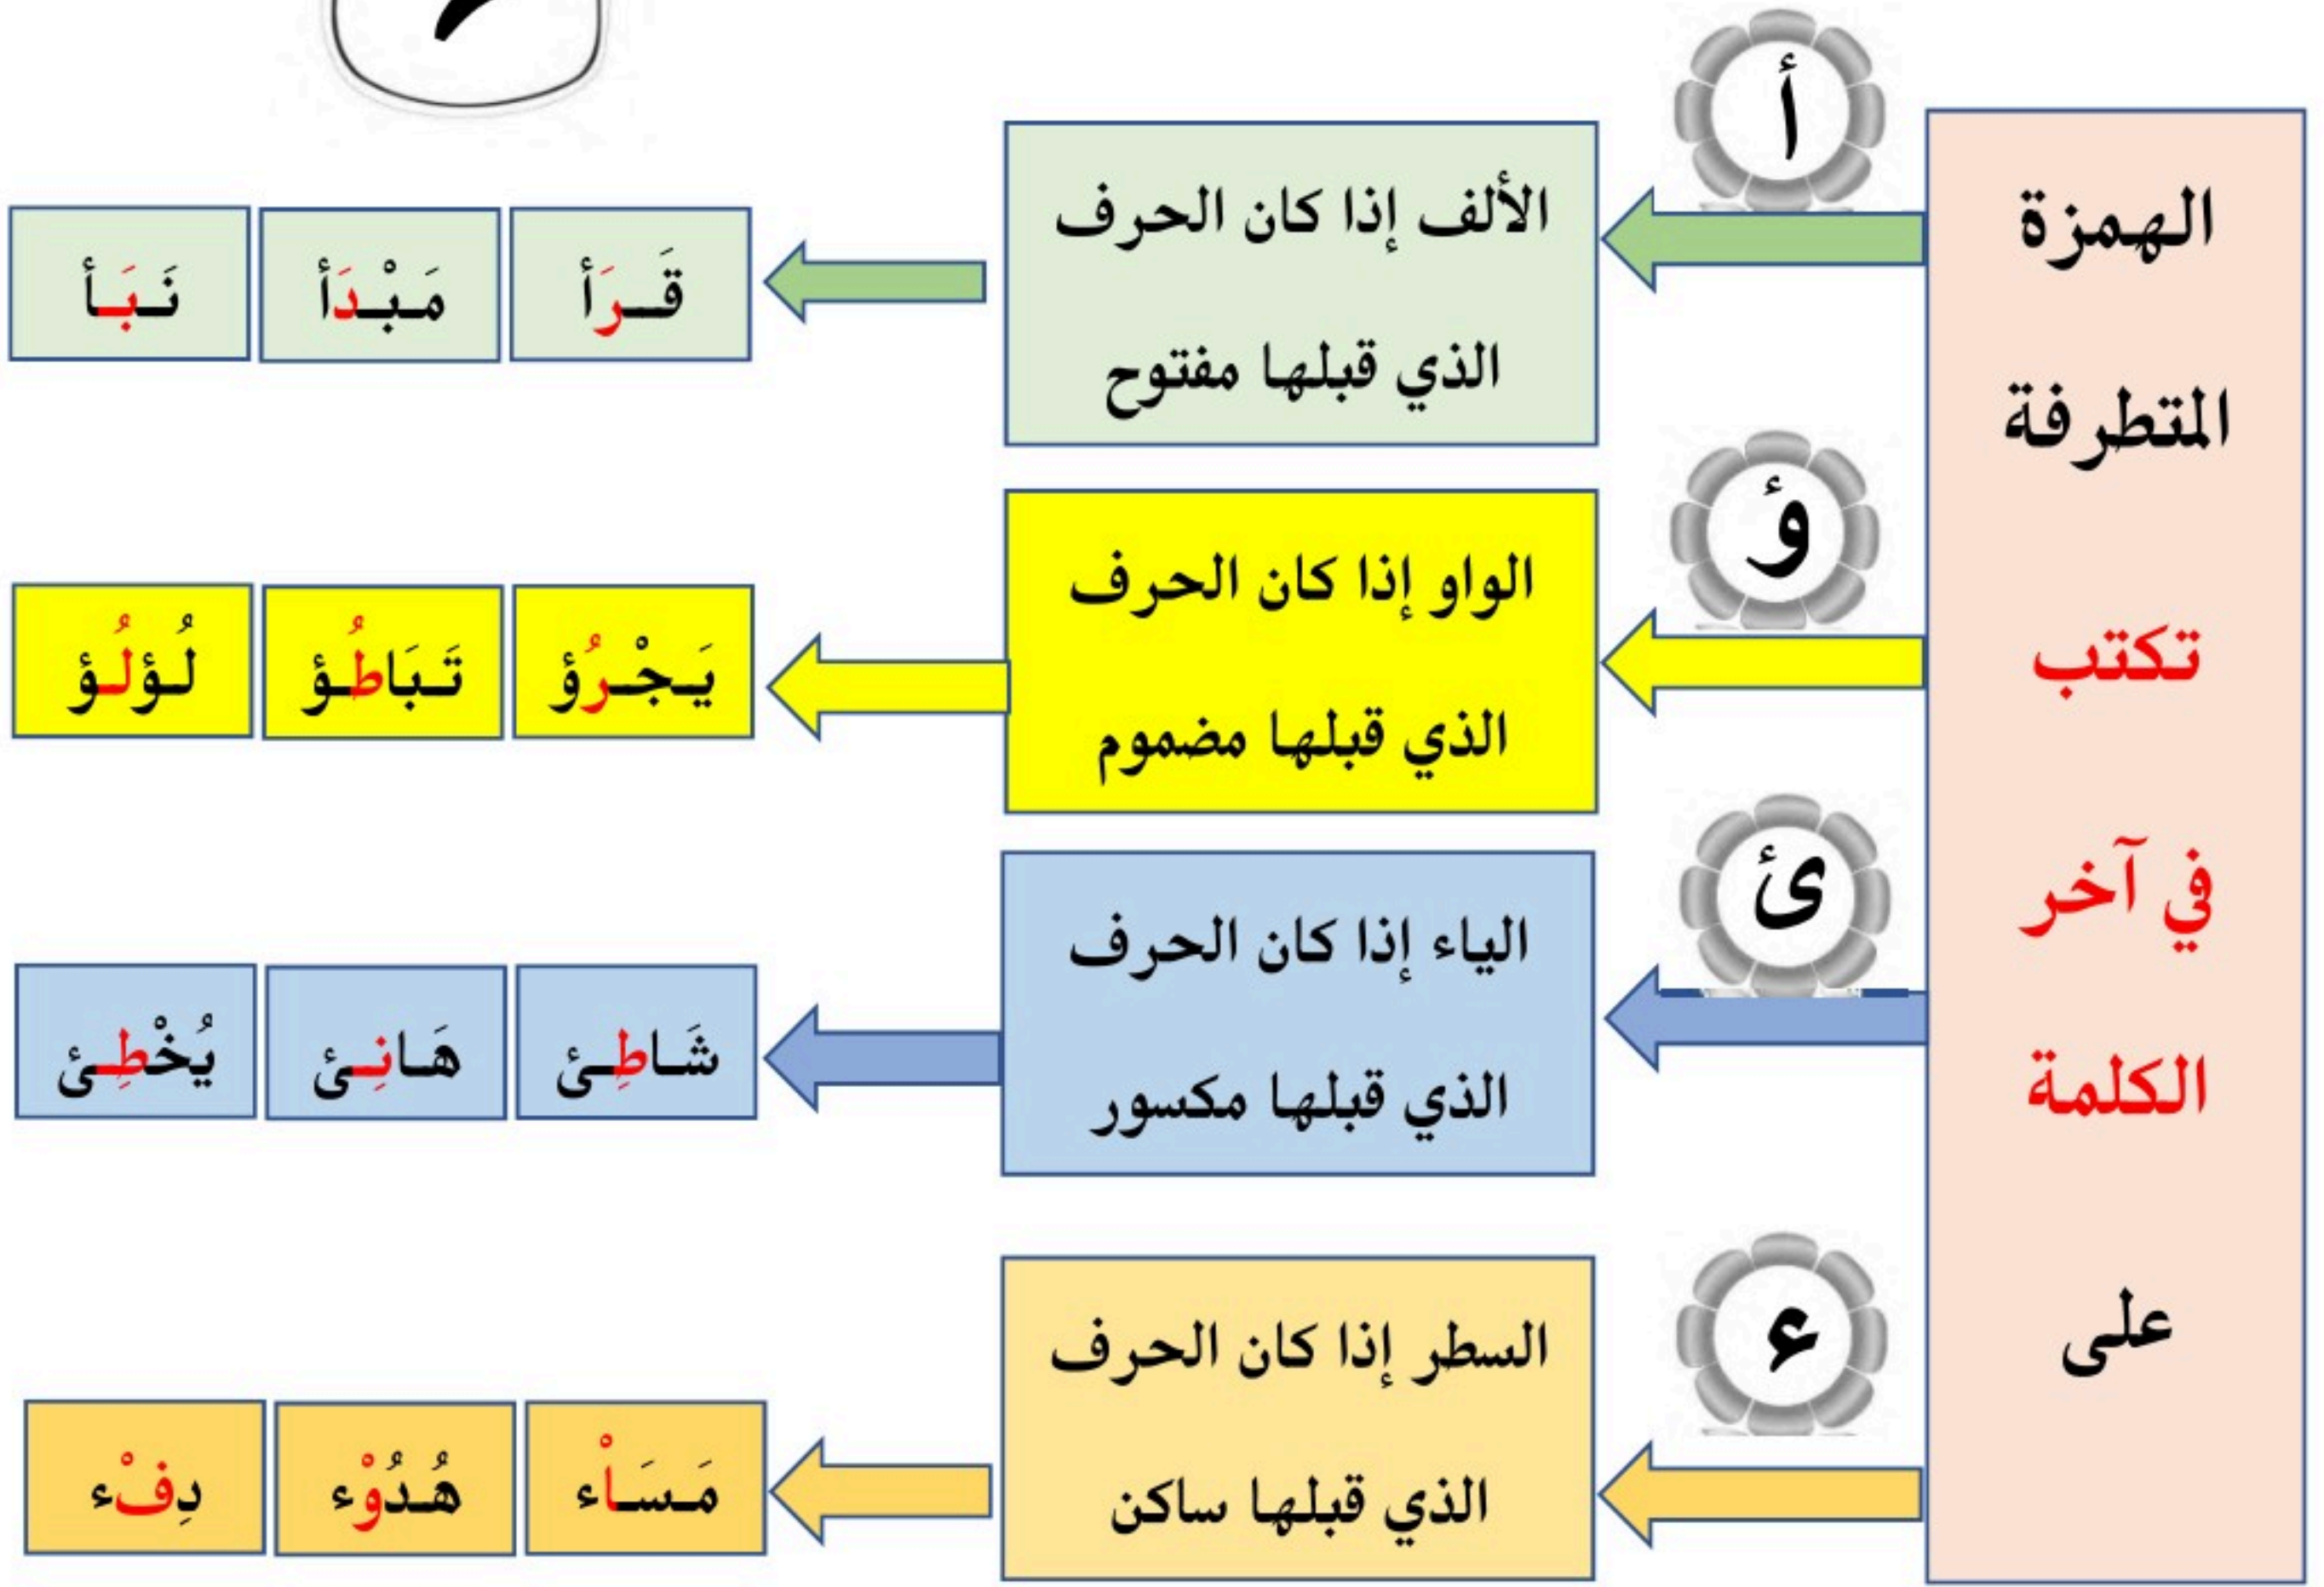 الهمزة
المتطرفة
تكتب
في آخر
الكلمة
على
أ
الألف إذا كان الحرف
الذي قبلها مفتوح
قَـــرَأ
مَـبْـدَأ
نَـبَـأ
ؤ
الواو إذا كان الحرف
الذي قبلها مضموم
يَـجْـرُؤ
تَـبَاطُـؤ
لُـؤلُـؤ
ئ
الياء إذا كان الحرف
الذي قبلها مكسور
شَـاطِـئ
هَـانِـئ
يُخْطِـئ
ء
السطر إذا كان الحرف
الذي قبلها ساكن
مَـسَـاْء
هُـدُوْء
دِفْء